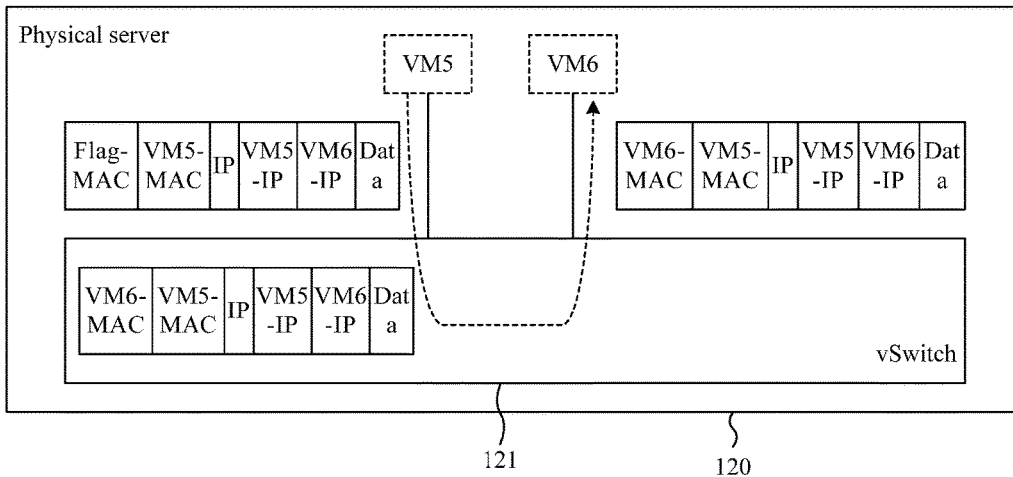 Physical server
VM5
VM6
Flag-
MAC
VM5-
MAC
IP
VM5
-IP
VM6
-IP
Dat
a
VM6-
MAC
VM5-
MAC
IP
VM5
-IP
VM6
-IP
Dat
a
VM6-
MAC
VM5-
MAC
IP
VM5
-IP
VM6
-IP
Dat
a
vSwitch
121
120